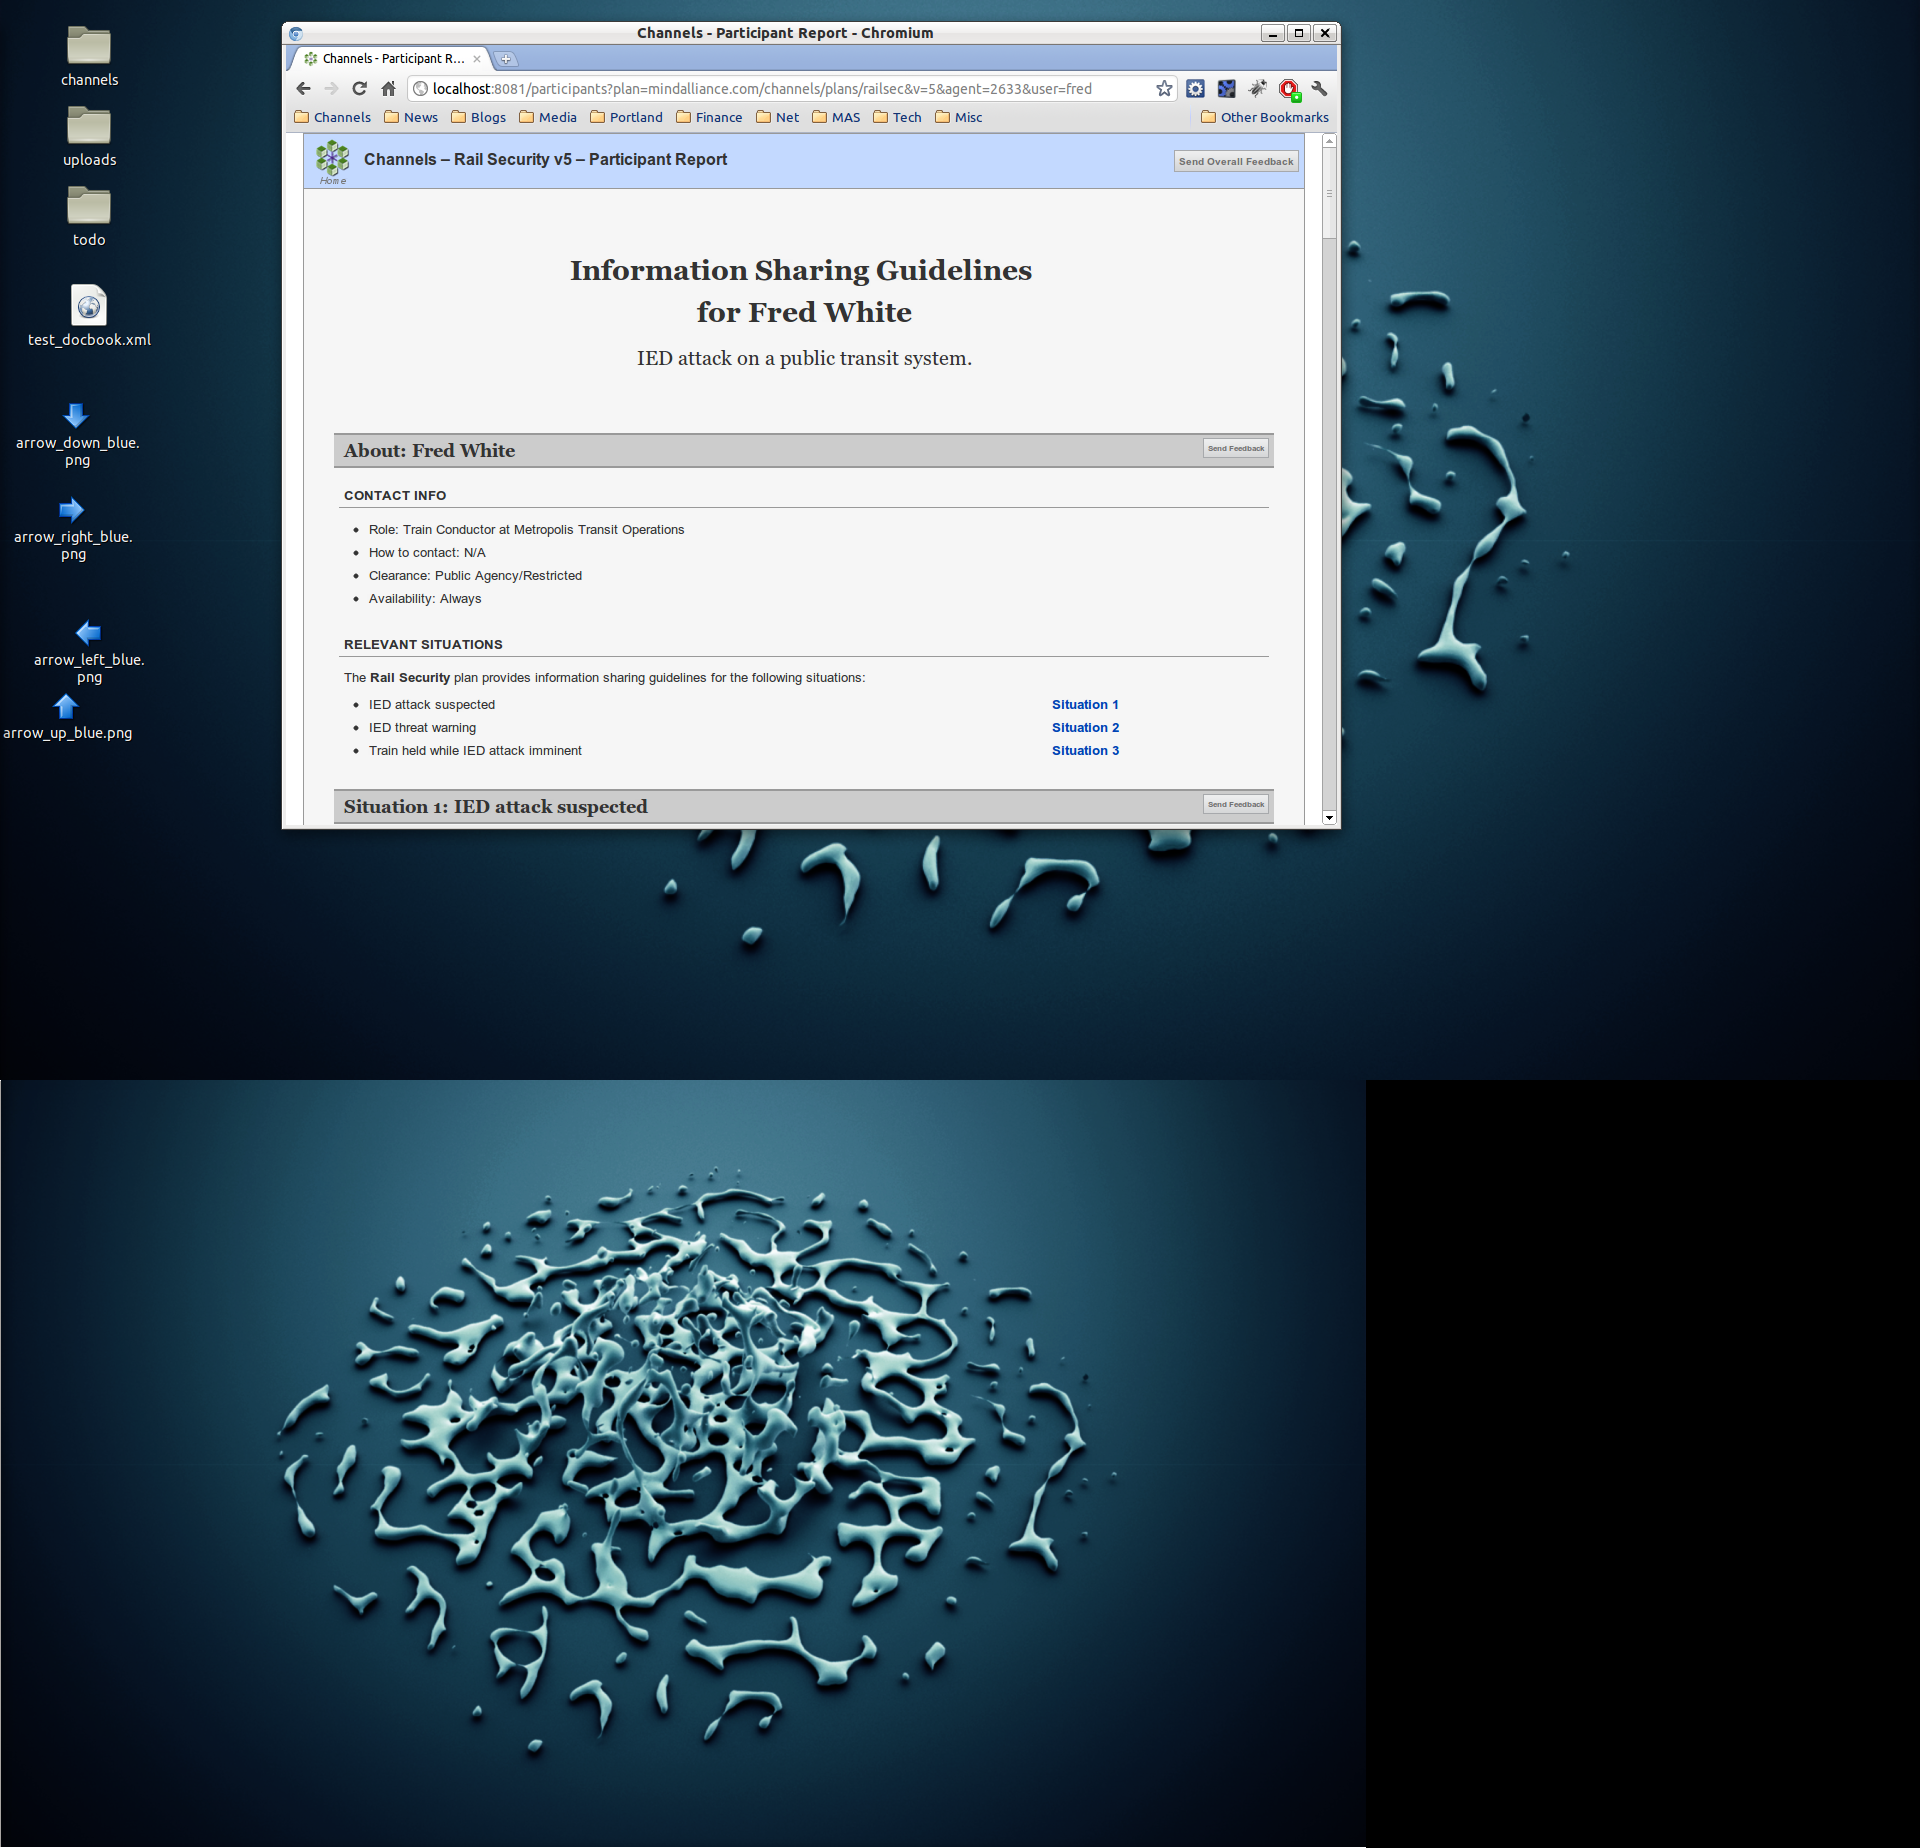 channels
uploads
todo
test_docbook.xml
arrow_down_blue.
png
arrow_right_blue.
png
arrow_left_blue.
png
arrow_up_blue.png
Channels - Participant Report - Chromium
Channels - Participant R...
localhost:8081/participants?plan=mindalliance.com/channels/plans/railsec&v=5&agent=2633&user=fred
Channels News Blogs Media Portland Finance Net MAS Tech Misc Other Bookmarks
Home
Channels – Rail Security v5 – Participant Report
Send Overall Feedback
Information Sharing Guidelines
for Fred White
IED attack on a public transit system.
About: Fred White
Send Feedback
CONTACT INFO
Role: Train Conductor at Metropolis Transit Operations
How to contact: N/A
Clearance: Public Agency/Restricted
Availability: Always
RELEVANT SITUATIONS
The Rail Security plan provides information sharing guidelines for the following situations:
IED attack suspected Situation 1
IED threat warning Situation 2
Train held while IED attack imminent Situation 3
Situation 1: IED attack suspected
Send Feedback